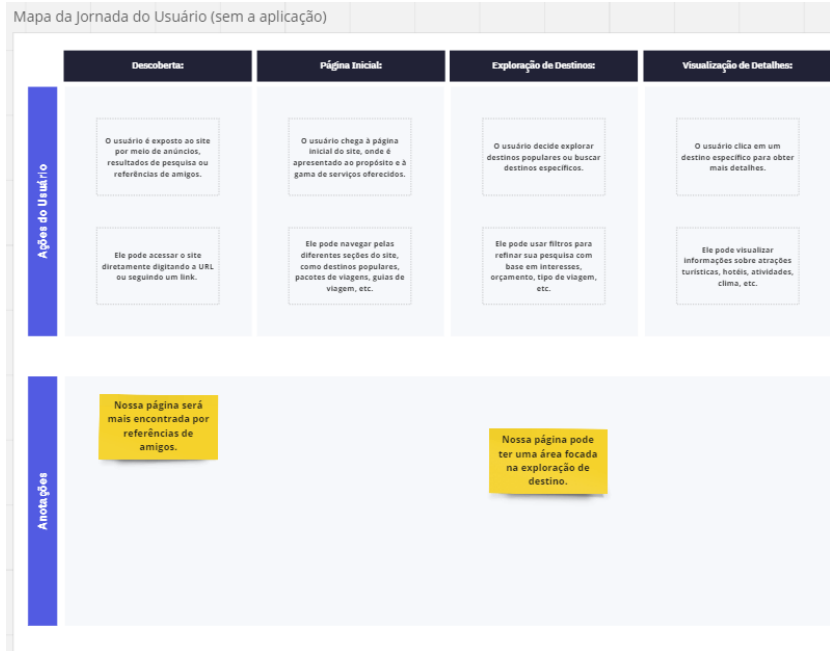 Mapa da Jornada do Usuário (sem a aplicação)
Descoberta:
Página Inicial:
Exploração de Destinos:
Visualização de Detalhes:
Ações do Usuário
O usuário é exposto ao site
por meio de anúncios,
resultados de pesquisa ou
referências de amigos.
O usuário chega à página
inicial do site, onde é
apresentado ao propósito e à
gama de serviços oferecidos.
O usuário decide explorar
destinos populares ou buscar
destinos específicos.
O usuário clica em um
destino específico para obter
mais detalhes.
Ele pode acessar o site
diretamente digitando a URL
ou seguindo um link.
Ele pode navegar pelas
diferentes seções do site,
como destinos populares,
pacotes de viagens, guias de
viagem, etc.
Ele pode usar filtros para
refinar sua pesquisa com
base em interesses,
orçamento, tipo de viagem,
etc.
Ele pode visualizar
informações sobre atrações
turísticas, hotéis, atividades,
clima, etc.
Anotações
Nossa página será
mais encontrada por
referências de
amigos.
Nossa página pode
ter uma área focada
na exploração de
destino.